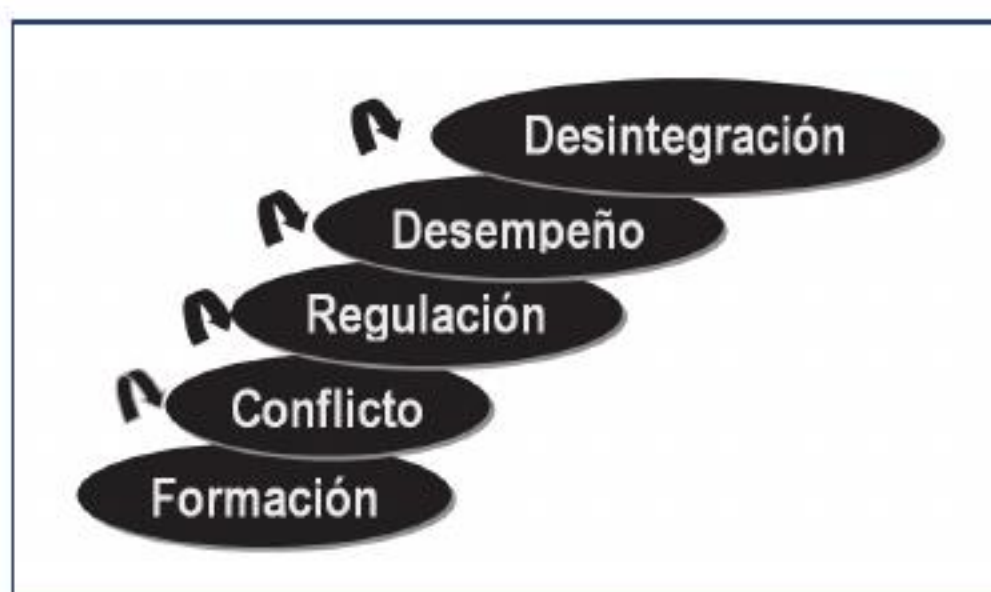 Desintegración
Desempeño
Regulación
Conflicto
Formación